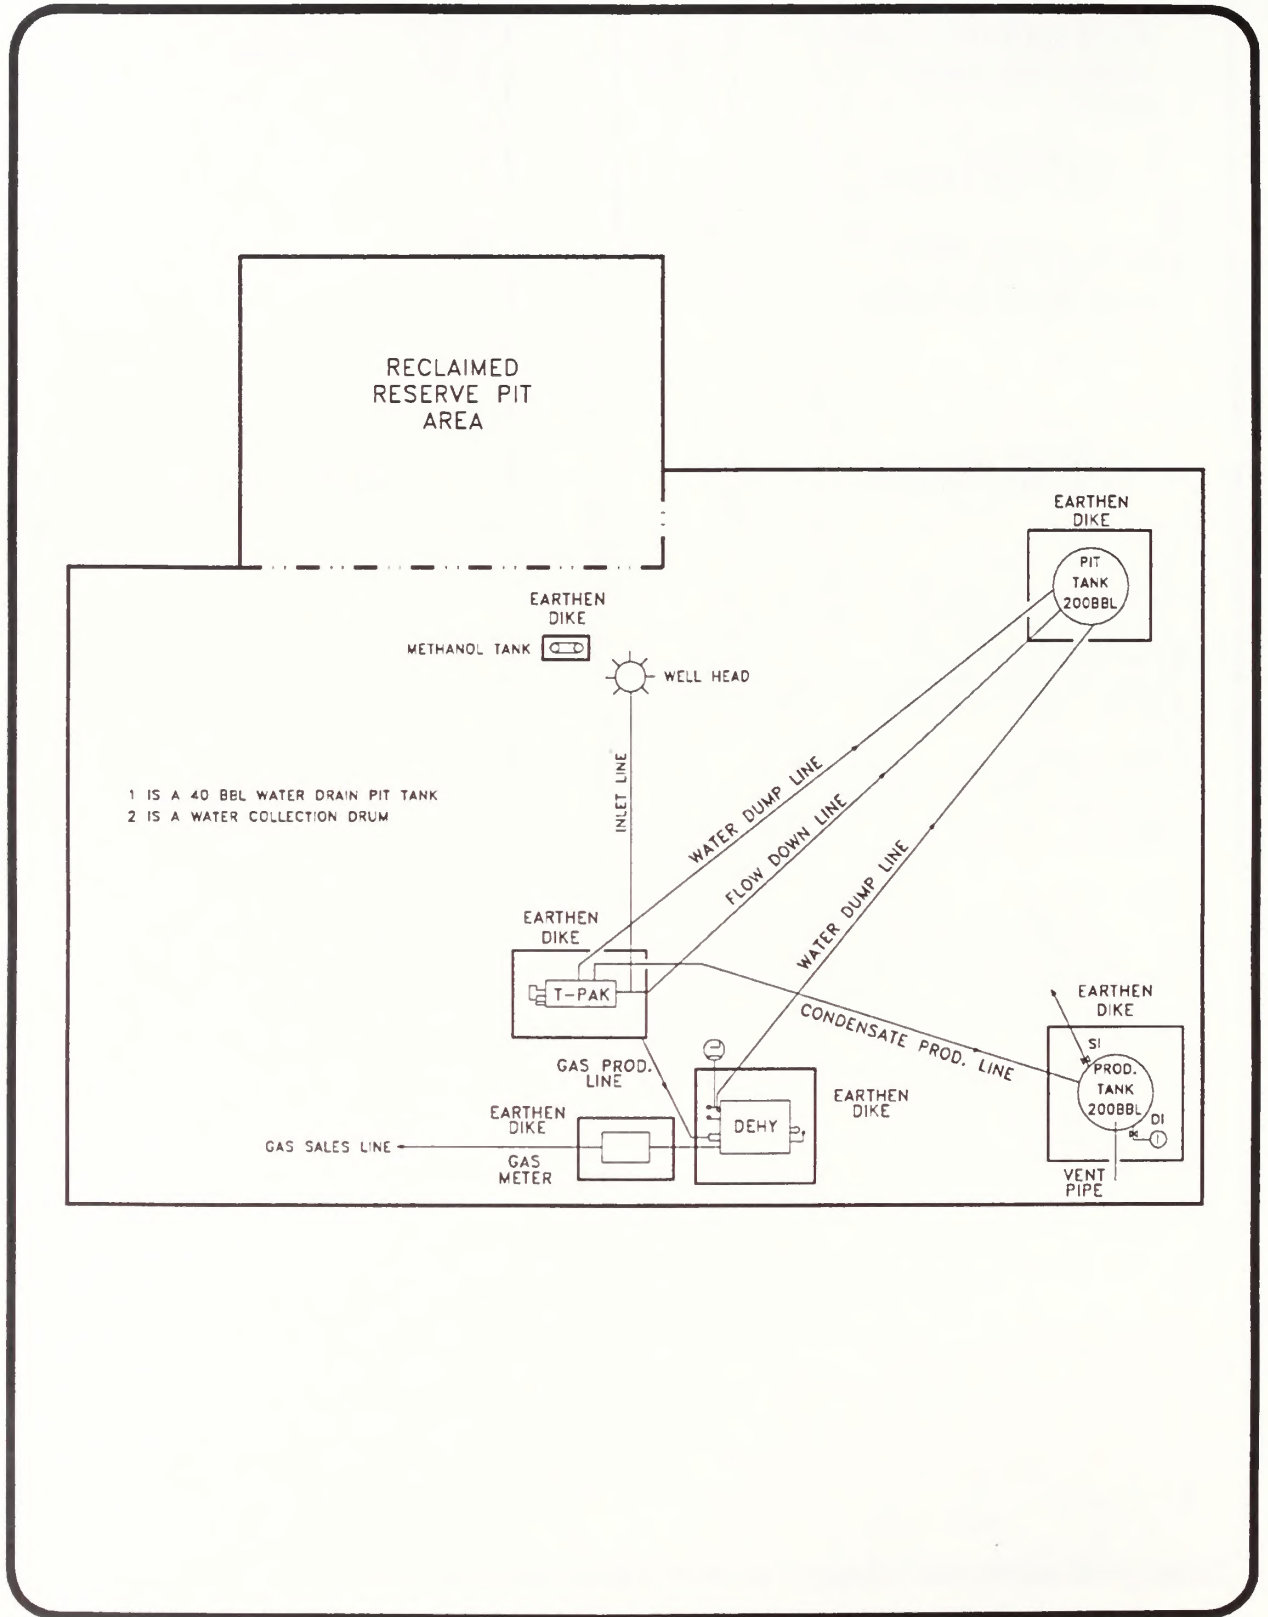 RECLAIMED
RESERVE PIT
AREA
EARTHEN
DIKE
PIT
TANK
200BBL
EARTHEN
DIKE
METHANOL TANK
WELL HEAD
INLET LINE
1 IS A 40 BBL WATER DRAIN PIT TANK
2 IS A WATER COLLECTION DRUM
WATER DUMP LINE
FLOW DOWN LINE
WATER DUMP LINE
EARTHEN
DIKE
T-PAK
CONDENSATE PROD. LINE
EARTHEN
DIKE
SI
PROD.
TANK
200BBL
DI
VENT
PIPE
GAS PROD.
LINE
EARTHEN
DIKE
DEHY
EARTHEN
DIKE
GAS SALES LINE
GAS
METER